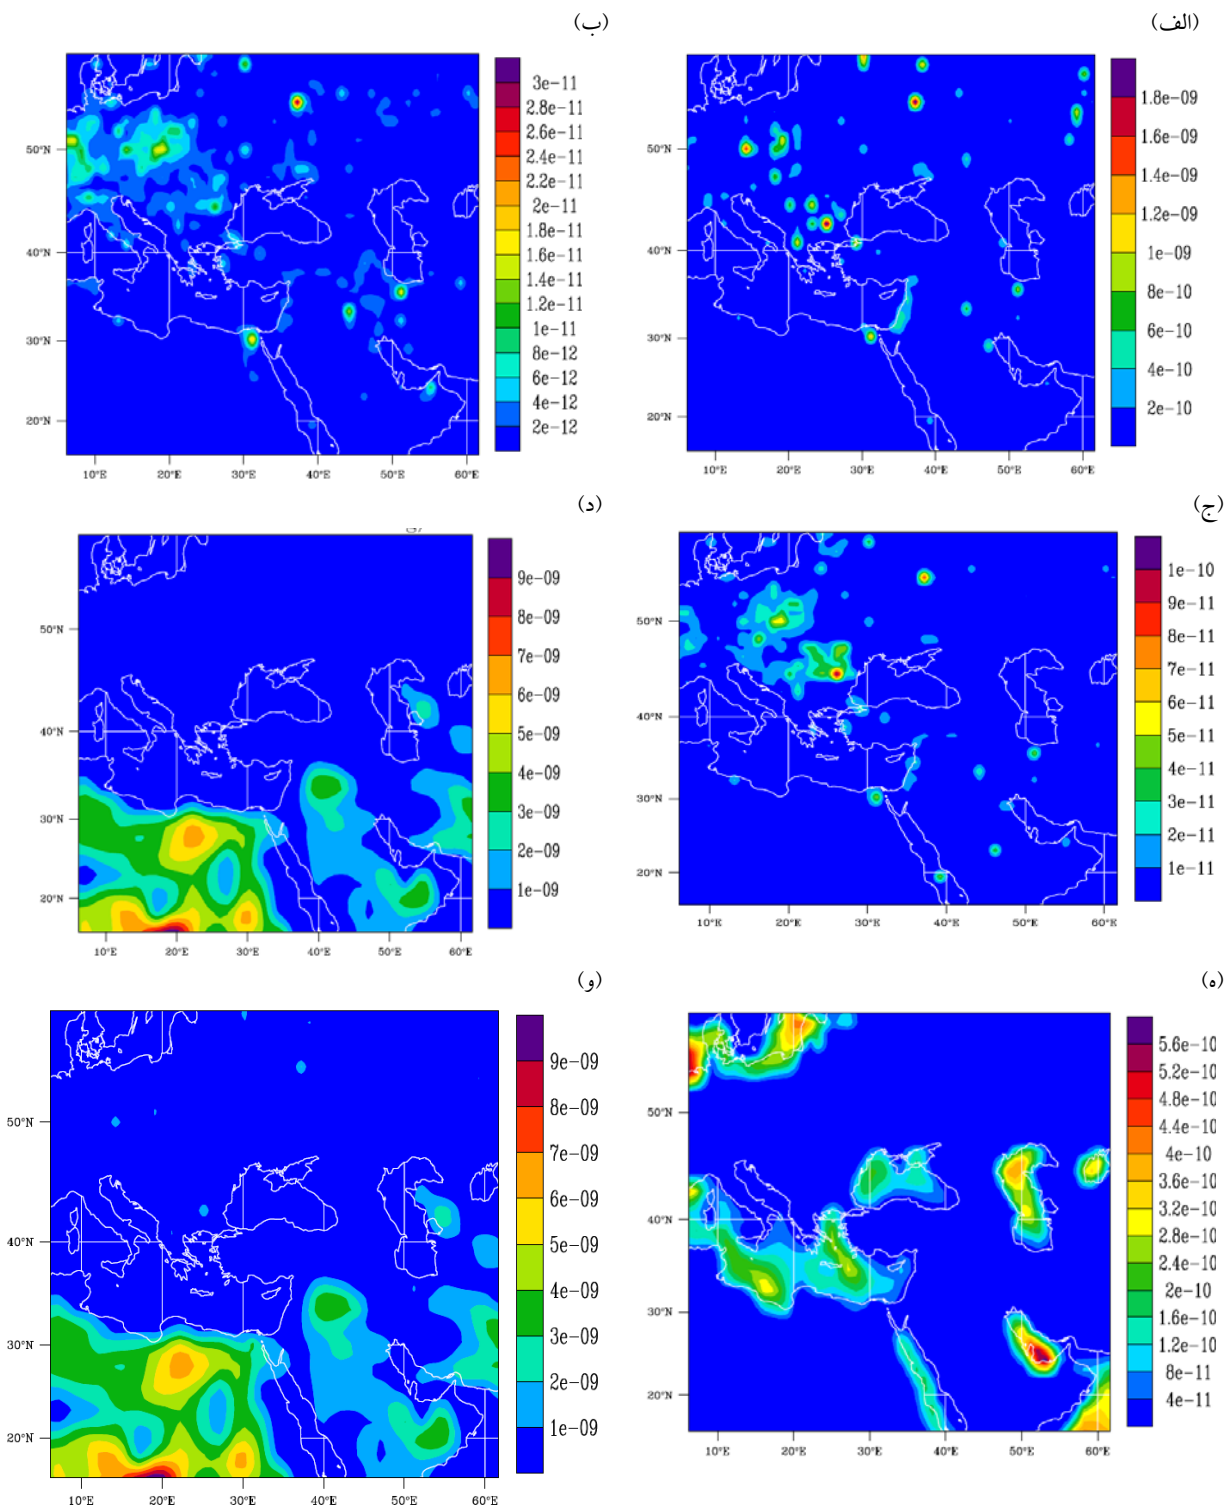 (الف)
1.8e-09
1.6e-09
1.4e-09
1.2e-09
1e-09
8e-10
6e-10
4e-10
2e-10
50°N
40°N
30°N
20°N
10°E 20°E 30°E 40°E 50°E 60°E
(ب)
3e-11
2.8e-11
2.6e-11
2.4e-11
2.2e-11
2e-11
1.8e-11
1.6e-11
1.4e-11
1.2e-11
1e-11
8e-12
6e-12
4e-12
2e-12
50°N
40°N
30°N
20°N
10°E 20°E 30°E 40°E 50°E 60°E
(ج)
1e-10
9e-11
8e-11
7e-11
6e-11
5e-11
4e-11
3e-11
2e-11
1e-11
50°N
40°N
30°N
20°N
10°E 20°E 30°E 40°E 50°E 60°E
(د)
9e-09
8e-09
7e-09
6e-09
5e-09
4e-09
3e-09
2e-09
1e-09
50°N
40°N
30°N
20°N
10°E 20°E 30°E 40°E 50°E 60°E
(ه)
5.6e-10
5.2e-10
4.8e-10
4.4e-10
4e-10
3.6e-10
3.2e-10
2.8e-10
2.4e-10
2e-10
1.6e-10
1.2e-10
8e-11
4e-11
50°N
40°N
30°N
20°N
10°E 20°E 30°E 40°E 50°E 60°E
(و)
9e-09
8e-09
7e-09
6e-09
5e-09
4e-09
3e-09
2e-09
1e-09
50°N
40°N
30°N
20°N
10°E 20°E 30°E 40°E 50°E 60°E